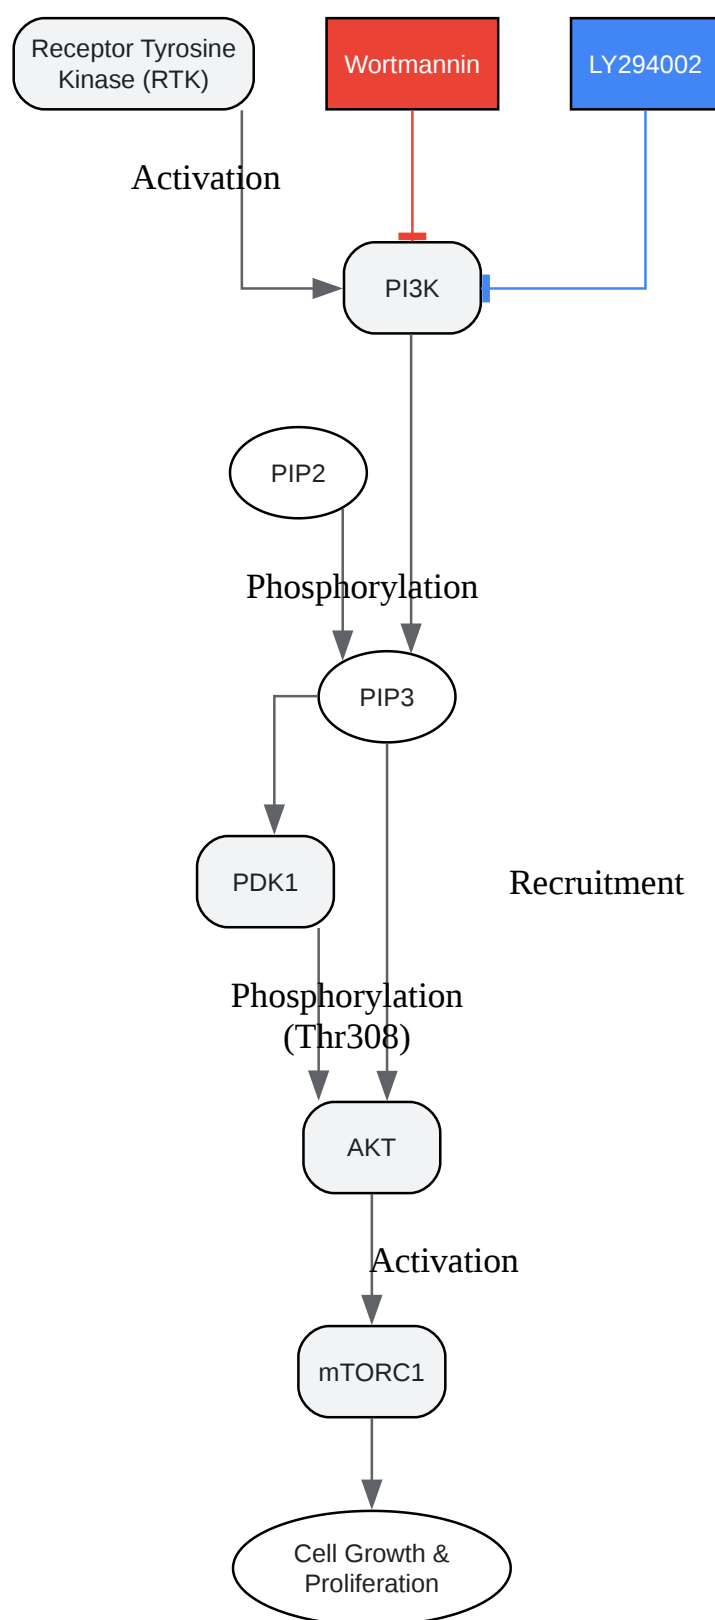 Receptor Tyrosine
Kinase (RTK)
Wortmannin
LY294002
Activation
PI3K
PIP2
Phosphorylation
PIP3
PDK1
Recruitment
Phosphorylation
(Thr308)
AKT
Activation
mTORC1
Cell Growth &
Proliferation